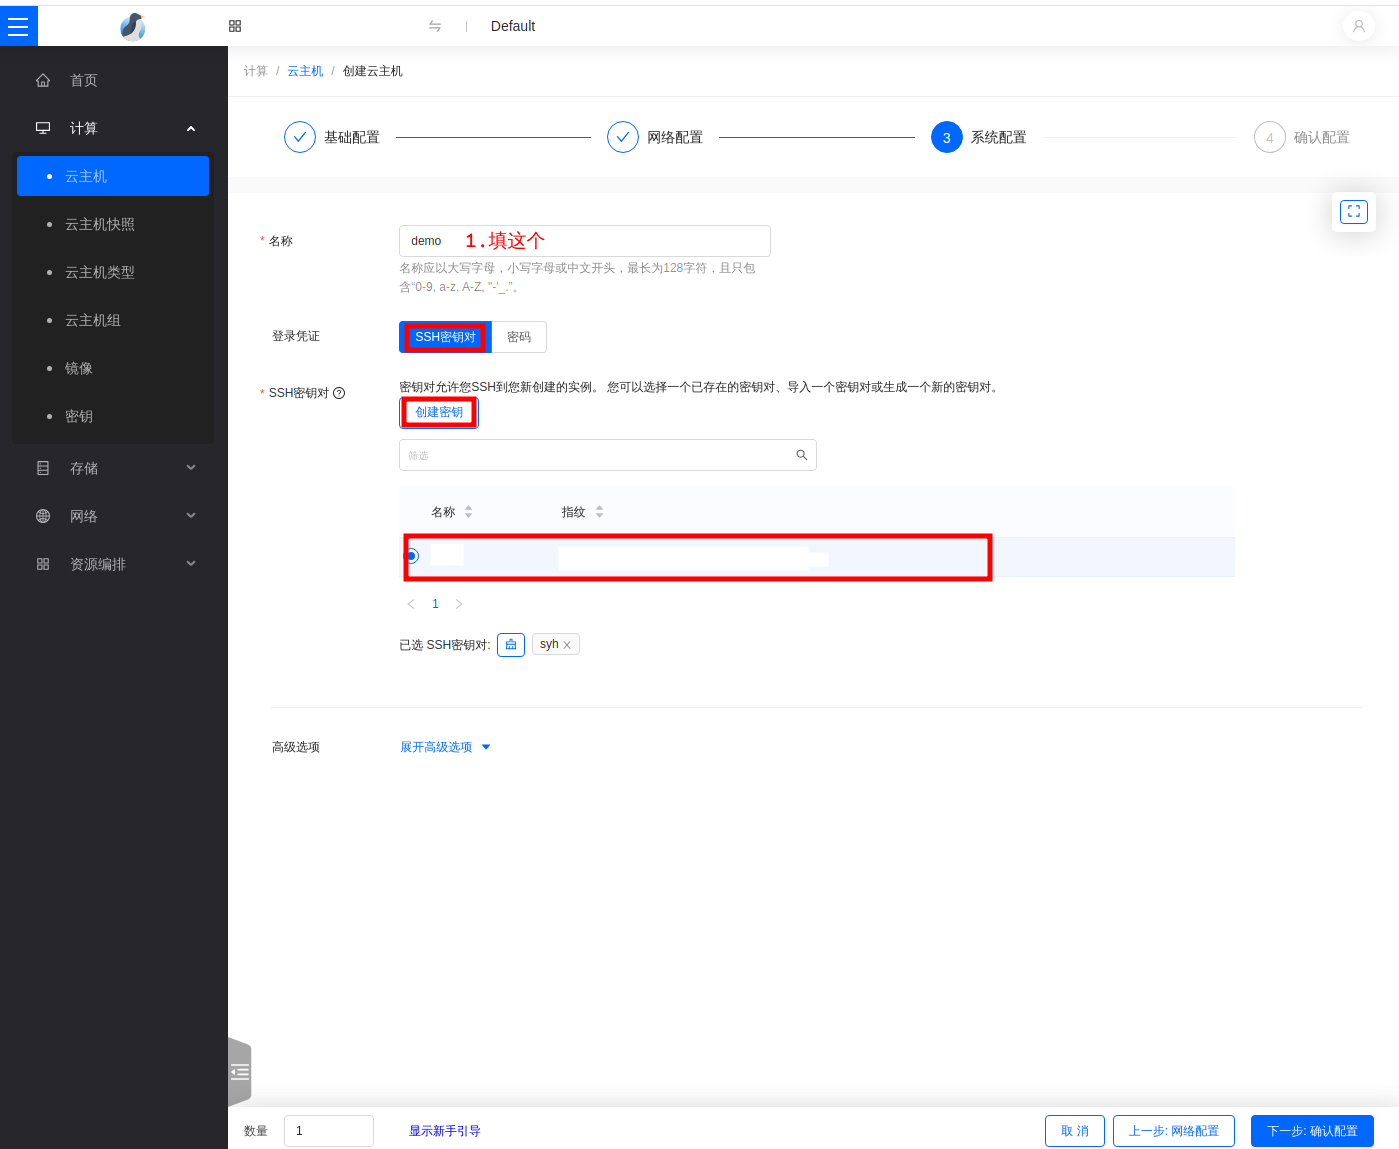 Default
计算 / 云主机 / 创建云主机
首页
计算
云主机
云主机快照
云主机类型
云主机组
镜像
密钥
存储
网络
资源编排
基础配置
网络配置
3 系统配置
4 确认配置
* 名称
demo 1.填这个
名称应以大写字母，小写字母或中文开头，最长为128字符，且只包
含“0-9, a-z, A-Z, "-'_.”。
登录凭证
SSH密钥对 密码
* SSH密钥对
密钥对允许您SSH到您新创建的实例。 您可以选择一个已存在的密钥对、导入一个密钥对或生成一个新的密钥对。
创建密钥
筛选
名称 指纹
1
已选 SSH密钥对: syh
高级选项 展开高级选项
数量 1 显示新手引导 取 消 上一步: 网络配置 下一步: 确认配置